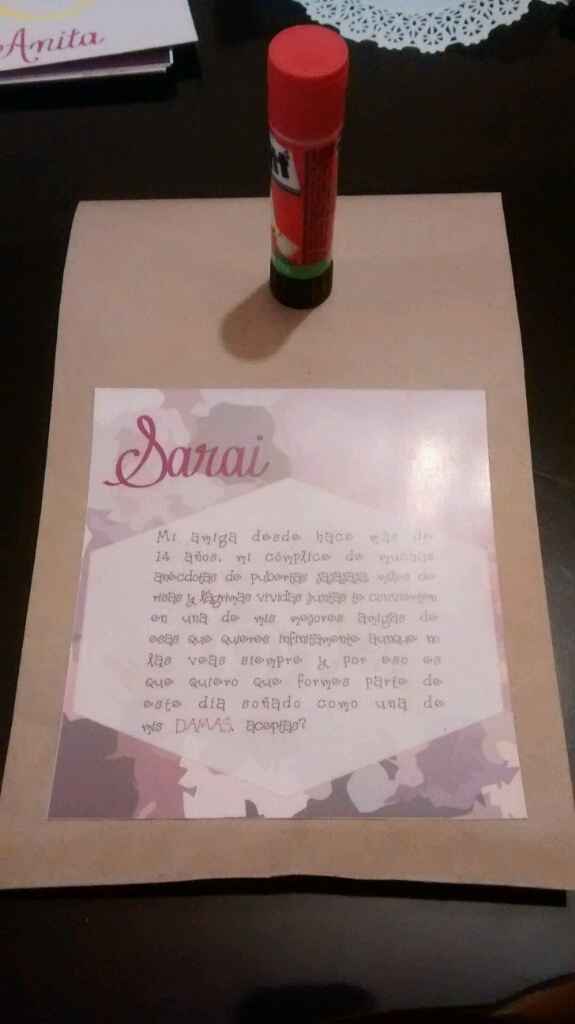 Anita
Sarai
Mi amiga desde hace más de
14 años, mi cómplice de muchas
anécdotas de pubertas jajajaja miles de
risas y lágrimas vividas juntas te convierten
en una de mis mejores amigas de
esas que quieres infinitamente aunque no
las veas siempre y por eso es
que quiero que formes parte de
este día soñado como una de
mis DAMAS, aceptas?